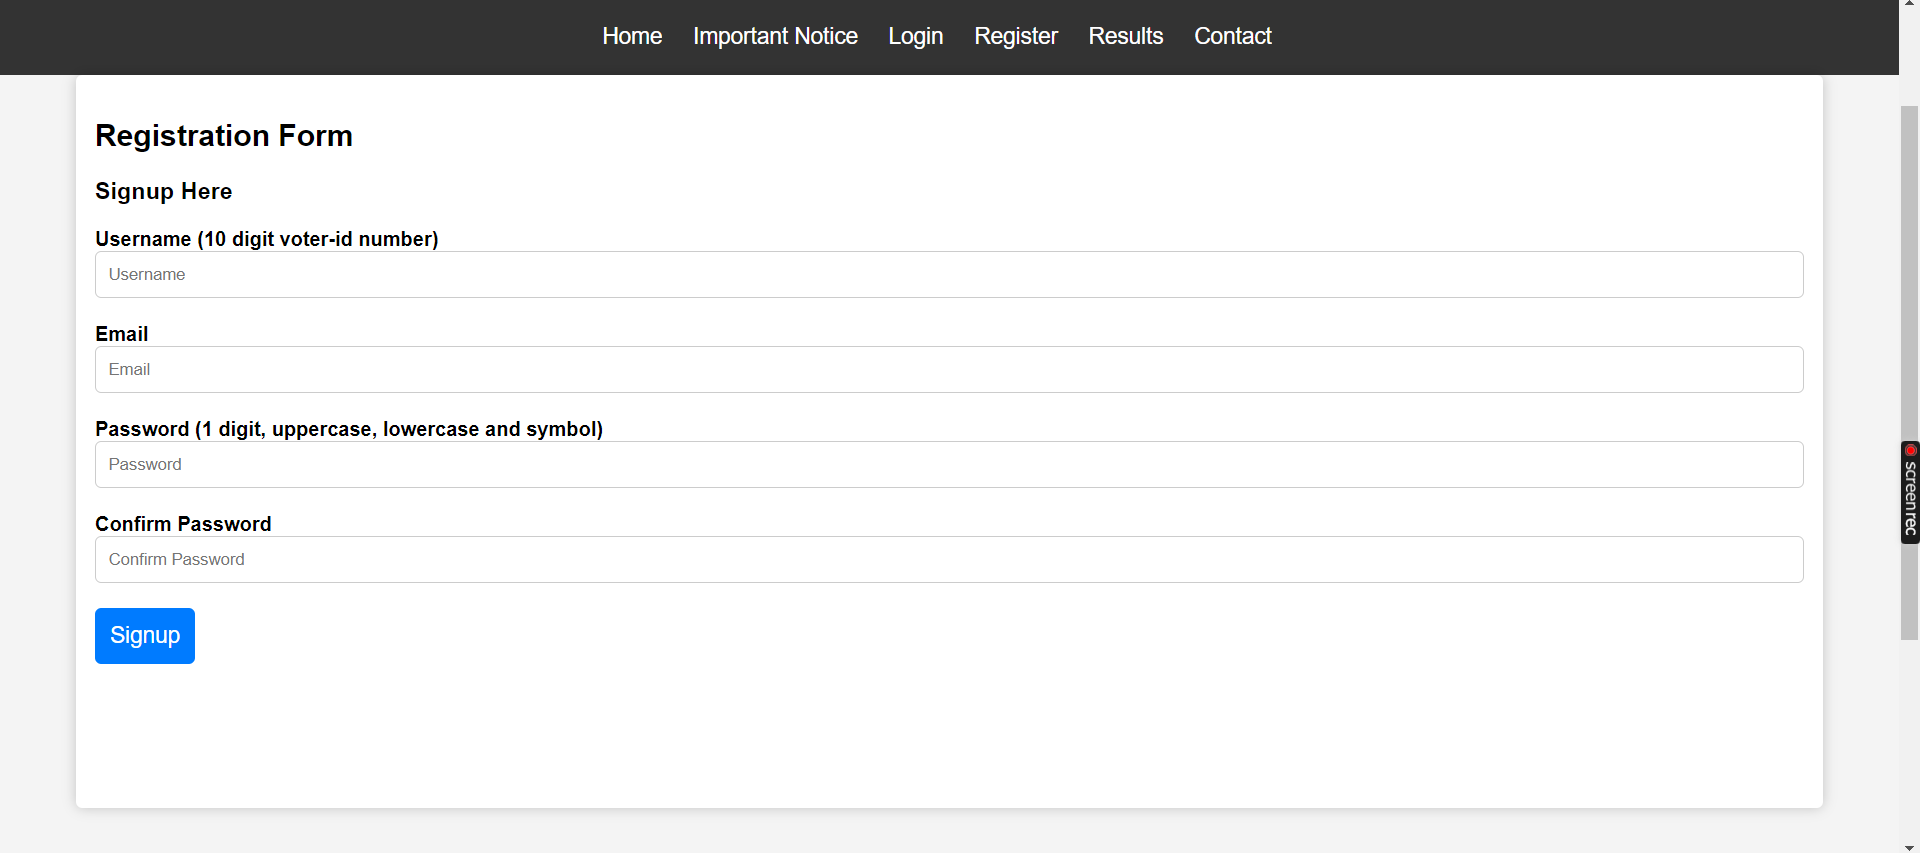 Home Important Notice Login Register Results Contact
Registration Form
Signup Here
Username (10 digit voter-id number)
Username
Email
Email
Password (1 digit, uppercase, lowercase and symbol)
Password
Confirm Password
Confirm Password
Signup
screenrec